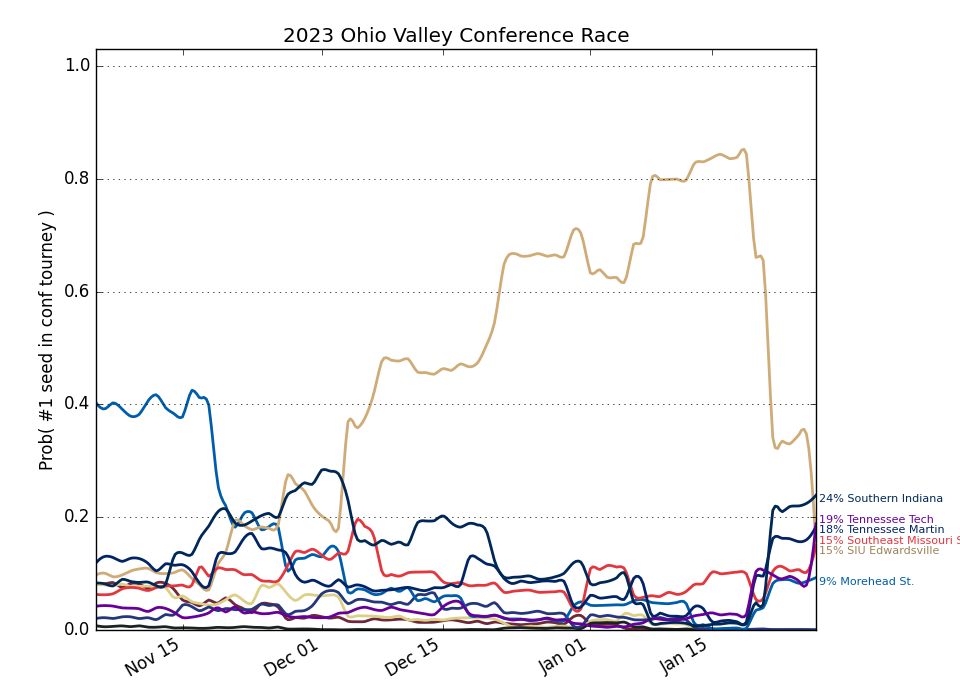 2023 Ohio Valley Conference Race
Prob( #1 seed in conf tourney )
1.0
0.8
0.6
0.4
0.2
0.0
Nov 15
Dec 01
Dec 15
Jan 01
Jan 15
24% Southern Indiana
19% Tennessee Tech
18% Tennessee Martin
15% Southeast Missouri S
15% SIU Edwardsville
9% Morehead St.